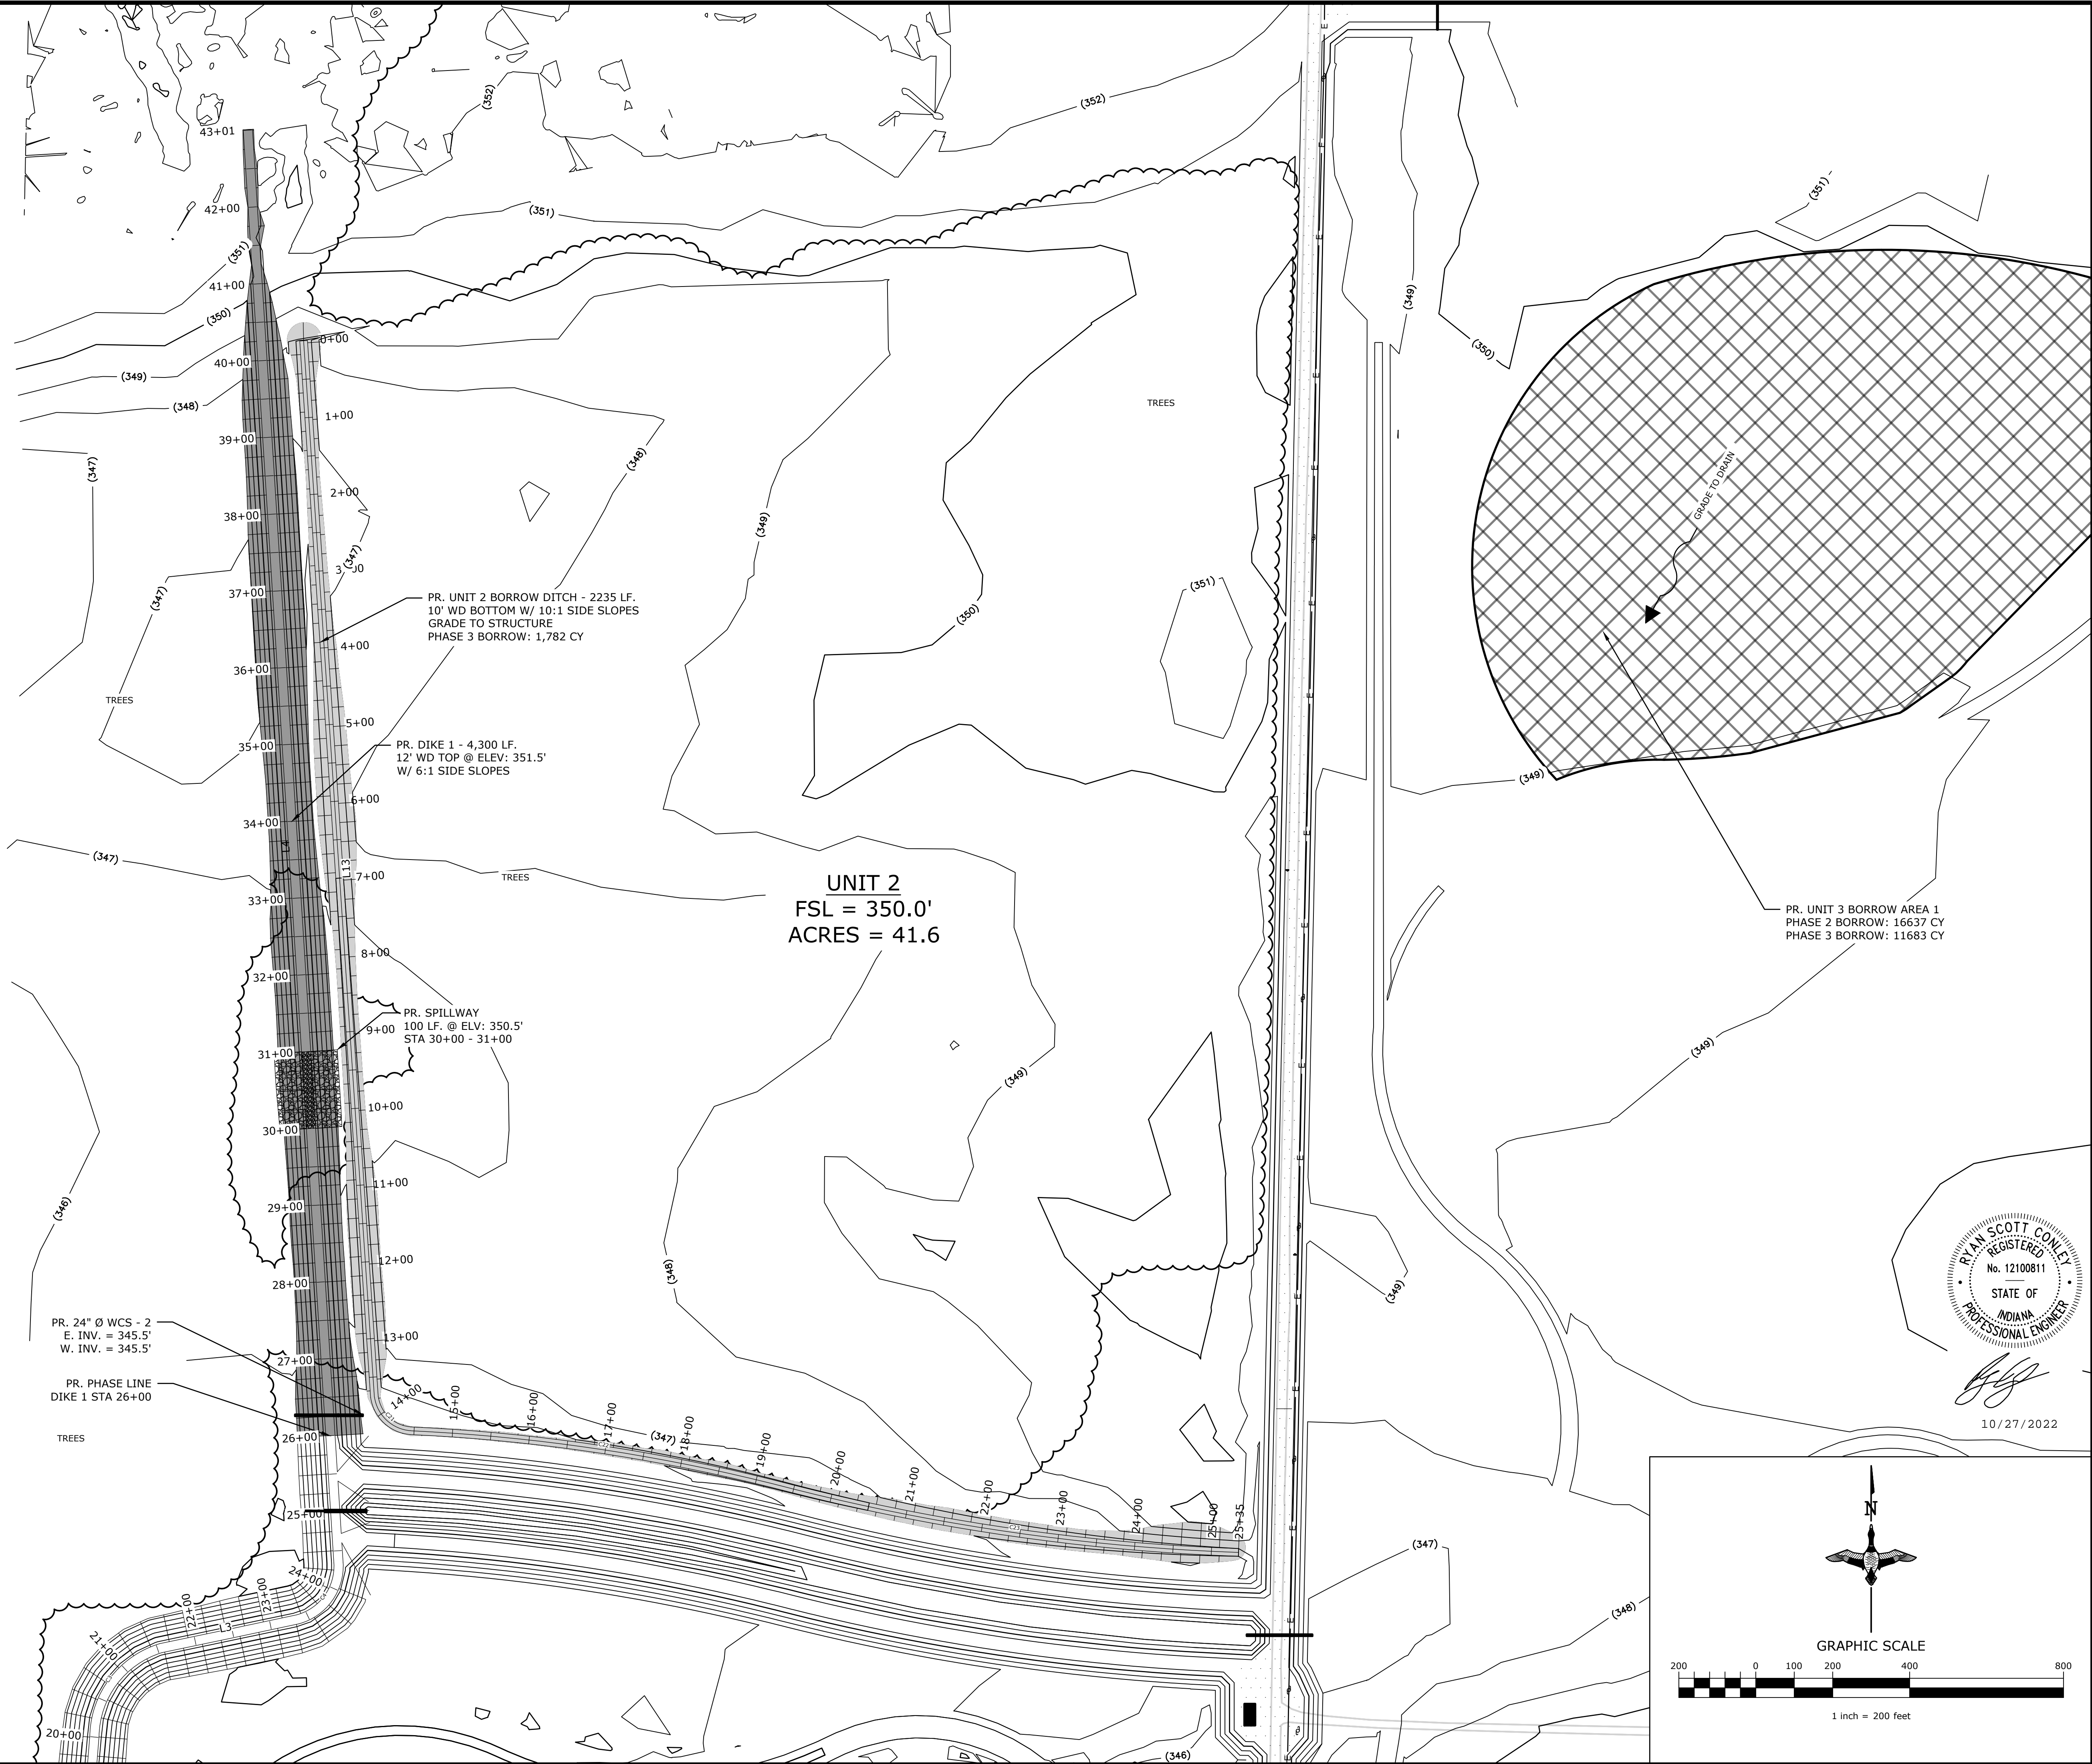 43+01
42+00
41+00
40+00
39+00
38+00
37+00
36+00
35+00
34+00
33+00
32+00
31+00
30+00
29+00
28+00
27+00
26+00
25+00
24+00
23+00
22+00
21+00
20+00
L4
L3
0+00
1+00
2+00
4+00
5+00
6+00
7+00
8+00
9+00
10+00
11+00
12+00
13+00
14+00
15+00
16+00
17+00
18+00
19+00
20+00
21+00
22+00
23+00
24+00
25+00
25+35
L13
(352)
(352)
(351)
(351)
(351)
(351)
(350)
(350)
(350)
(349)
(349)
(349)
(349)
(349)
(349)
(349)
(349)
(348)
(348)
(348)
(348)
(347)
(347)
(347)
(347)
(347)
(347)
(346)
(346)
TREES
TREES
TREES
TREES
PR. UNIT 2 BORROW DITCH - 2235 LF.
10' WD BOTTOM W/ 10:1 SIDE SLOPES
GRADE TO STRUCTURE
PHASE 3 BORROW: 1,782 CY
PR. DIKE 1 - 4,300 LF.
12' WD TOP @ ELEV: 351.5'
W/ 6:1 SIDE SLOPES
UNIT 2
FSL = 350.0'
ACRES = 41.6
PR. SPILLWAY
100 LF. @ ELV: 350.5'
STA 30+00 - 31+00
PR. 24" Ø WCS - 2
E. INV. = 345.5'
W. INV. = 345.5'
PR. PHASE LINE
DIKE 1 STA 26+00
GRADE TO DRAIN
PR. UNIT 3 BORROW AREA 1
PHASE 2 BORROW: 16637 CY
PHASE 3 BORROW: 11683 CY
RYAN SCOTT CONLEY
REGISTERED
No. 12100811
STATE OF
INDIANA
PROFESSIONAL ENGINEER
10/27/2022
N
GRAPHIC SCALE
200 0 100 200 400 800
1 inch = 200 feet